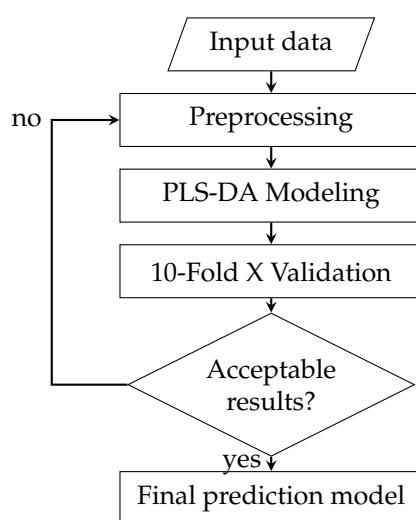 Input data
no
Preprocessing
PLS-DA Modeling
10-Fold X Validation
Acceptable
results?
yes
Final prediction model